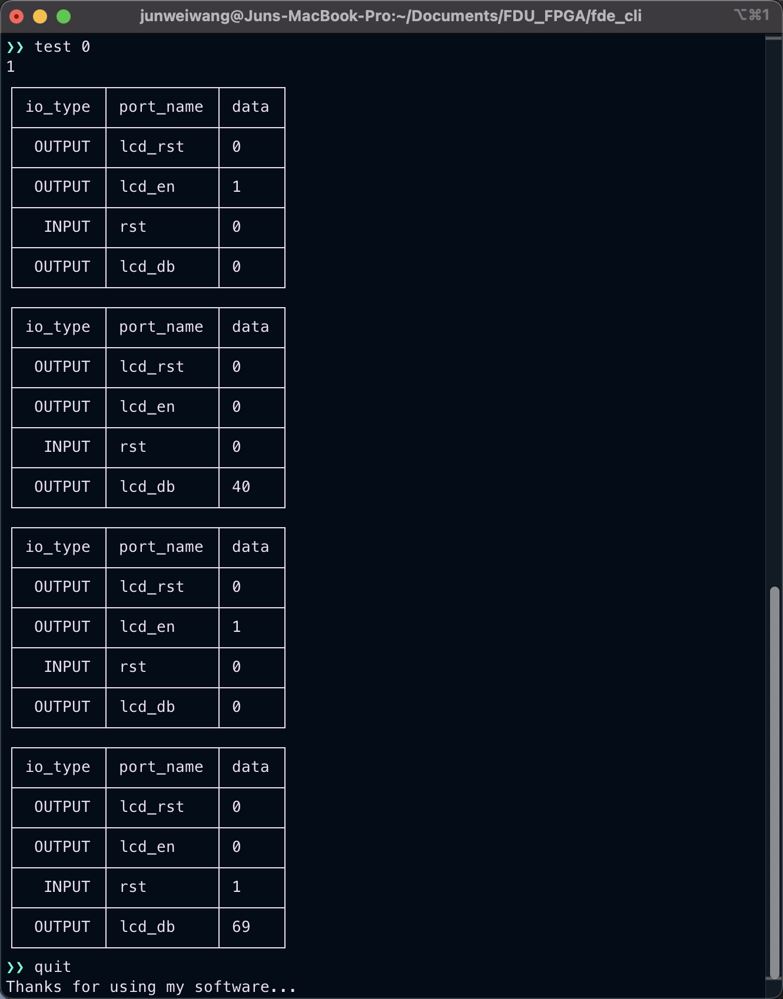 junweiwang@Juns-MacBook-Pro:~/Documents/FDU_FPGA/fde_cli ⌥⌘1
❯❯ test 0
1
io_type port_name data
OUTPUT lcd_rst 0
OUTPUT lcd_en 1
INPUT rst 0
OUTPUT lcd_db 0
io_type port_name data
OUTPUT lcd_rst 0
OUTPUT lcd_en 0
INPUT rst 0
OUTPUT lcd_db 40
io_type port_name data
OUTPUT lcd_rst 0
OUTPUT lcd_en 1
INPUT rst 0
OUTPUT lcd_db 0
io_type port_name data
OUTPUT lcd_rst 0
OUTPUT lcd_en 0
INPUT rst 1
OUTPUT lcd_db 69
❯❯ quit
Thanks for using my software...